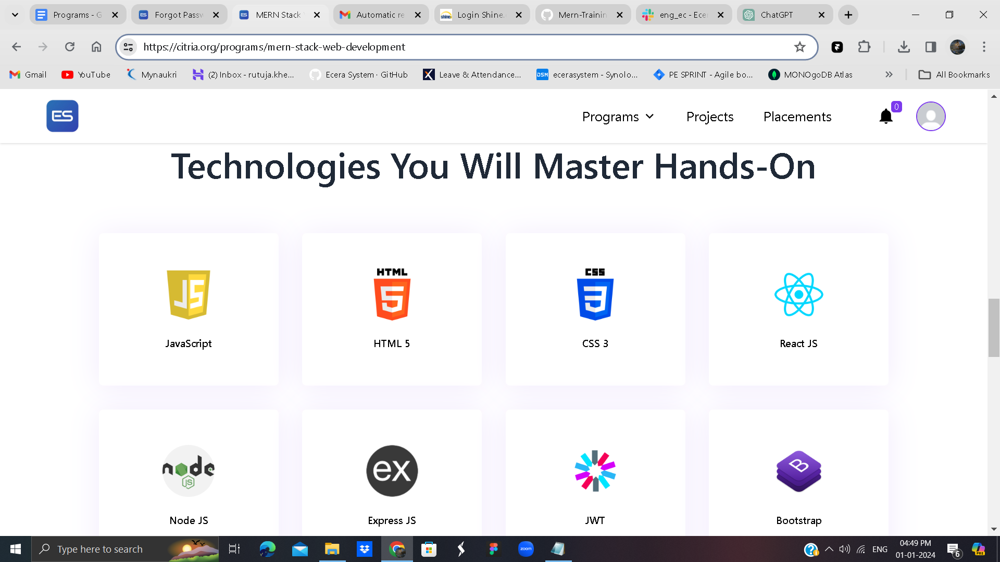 Programs - G
Forgot Passw
MERN Stack
Automatic re
Login Shine.
Mern-Trainin
eng_ec - Ecer
ChatGPT
https://citria.org/programs/mern-stack-web-development
Gmail
YouTube
Mynaukri
(2) Inbox - rutuja.khe...
Ecera System · GitHub
Leave & Attendance...
DSM
ecerasystem - Synolo...
PE SPRINT - Agile bo...
MONOgoDB Atlas
All Bookmarks
ES
Programs
Projects
Placements
0
Technologies You Will Master Hands-On
JS
JavaScript
HTML
5
HTML 5
CSS
3
CSS 3
React JS
node
JS
Node JS
ex
Express JS
JWT
B
Bootstrap
Type here to search
zoom
ENG
04:49 PM
01-01-2024
6
PRE